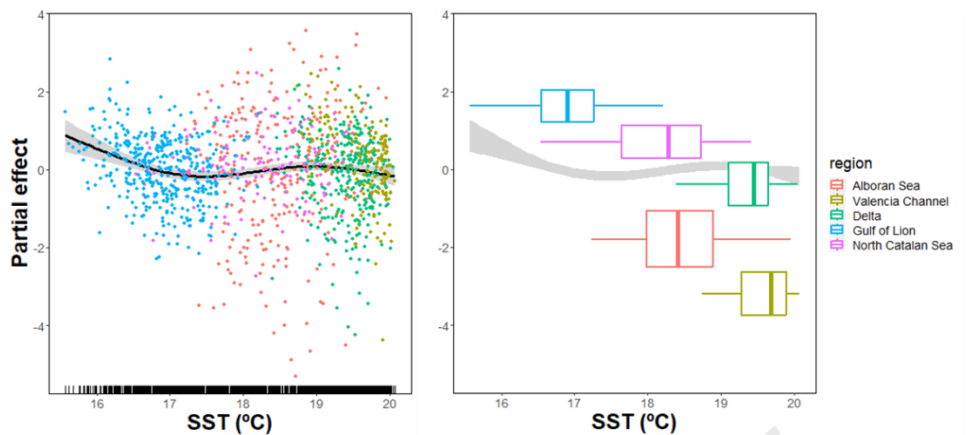 4
2
0
-2
-4
Partial effect
16
17
18
19
20
SST (ºC)
4
2
0
-2
-4
16
17
18
19
20
SST (ºC)
region
Alboran Sea
Valencia Channel
Delta
Gulf of Lion
North Catalan Sea